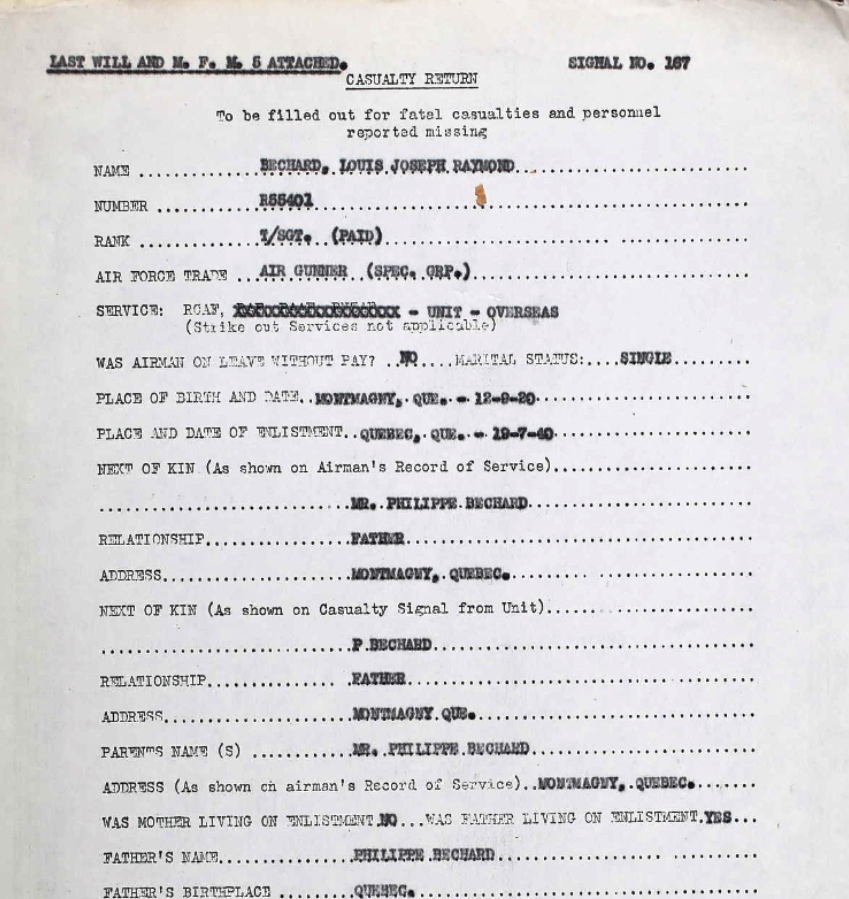 LAST WILL AND M. F. M. 5 ATTACHED. SIGNAL NO. 167
CASUALTY RETURN
To be filled out for fatal casualties and personnel
reported missing
NAME ..............BECHARD, LOUIS JOSEPH RAYMOND..........................
NUMBER ............R55401.................................................
RANK ..............T/SGT. (PAID)..........................................
AIR FORCE TRADE ...AIR GUNNER (SPEC. GRP.)................................
SERVICE: RCAF, XXXXXXXXXXXXXXXXXXX - UNIT - OVERSEAS
(Strike out Services not applicable)
WAS AIRMAN ON LEAVE WITHOUT PAY? ..NO....MARITAL STATUS:....SINGLE.........
PLACE OF BIRTH AND DATE..MONTMAGNY, QUE. - 12-9-20........................
PLACE AND DATE OF ENLISTMENT..QUEBEC, QUE. - 19-7-40......................
NEXT OF KIN (As shown on Airman's Record of Service)......................
............................MR. PHILIPPE BECHARD..........................
RELATIONSHIP................FATHER........................................
ADDRESS.....................MONTMAGNY, QUEBEC.............................
NEXT OF KIN (As shown on Casualty Signal from Unit).......................
............................P.BECHARD.....................................
RELATIONSHIP................FATHER........................................
ADDRESS.....................MONTMAGNY QUE.................................
PARENTS NAME (S) ...........MR. PHILIPPE BECHARD..........................
ADDRESS (As shown on airman's Record of Service)..MONTMAGNY, QUEBEC.......
WAS MOTHER LIVING ON ENLISTMENT.NO...WAS FATHER LIVING ON ENLISTMENT.YES...
FATHER'S NAME...............PHILIPPE BECHARD..............................
FATHER'S BIRTHPLACE ........QUEBEC........................................